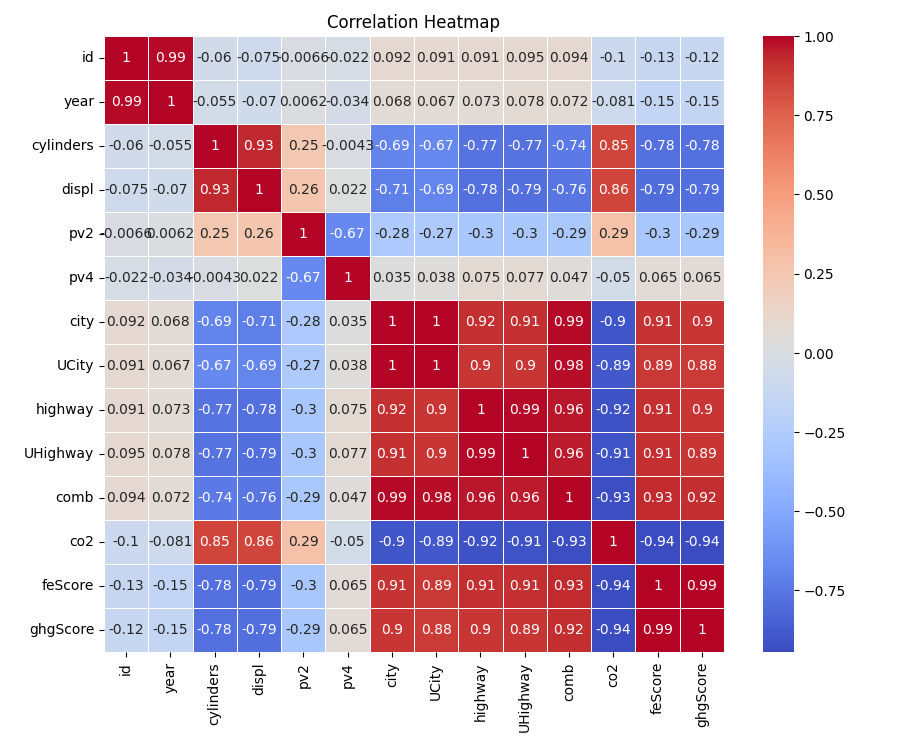 Correlation Heatmap
id 1 0.99 -0.06 -0.075 -0.0066 -0.022 0.092 0.091 0.091 0.095 0.094 -0.1 -0.13 -0.12
year 0.99 1 -0.055 -0.07 0.0062 -0.034 0.068 0.067 0.073 0.078 0.072 -0.081 -0.15 -0.15
cylinders -0.06 -0.055 1 0.93 0.25 -0.0043 -0.69 -0.67 -0.77 -0.77 -0.74 0.85 -0.78 -0.78
displ -0.075 -0.07 0.93 1 0.26 0.022 -0.71 -0.69 -0.78 -0.79 -0.76 0.86 -0.79 -0.79
pv2 -0.0066 0.0062 0.25 0.26 1 -0.67 -0.28 -0.27 -0.3 -0.3 -0.29 0.29 -0.3 -0.29
pv4 -0.022 -0.034 -0.0043 0.022 -0.67 1 0.035 0.038 0.075 0.077 0.047 -0.05 0.065 0.065
city 0.092 0.068 -0.69 -0.71 -0.28 0.035 1 1 0.92 0.91 0.99 -0.9 0.91 0.9
UCity 0.091 0.067 -0.67 -0.69 -0.27 0.038 1 1 0.9 0.9 0.98 -0.89 0.89 0.88
highway 0.091 0.073 -0.77 -0.78 -0.3 0.075 0.92 0.9 1 0.99 0.96 -0.92 0.91 0.9
UHighway 0.095 0.078 -0.77 -0.79 -0.3 0.077 0.91 0.9 0.99 1 0.96 -0.91 0.91 0.89
comb 0.094 0.072 -0.74 -0.76 -0.29 0.047 0.99 0.98 0.96 0.96 1 -0.93 0.93 0.92
co2 -0.1 -0.081 0.85 0.86 0.29 -0.05 -0.9 -0.89 -0.92 -0.91 -0.93 1 -0.94 -0.94
feScore -0.13 -0.15 -0.78 -0.79 -0.3 0.065 0.91 0.89 0.91 0.91 0.93 -0.94 1 0.99
ghgScore -0.12 -0.15 -0.78 -0.79 -0.29 0.065 0.9 0.88 0.9 0.89 0.92 -0.94 0.99 1
id year cylinders displ pv2 pv4 city UCity highway UHighway comb co2 feScore ghgScore
1.00
0.75
0.50
0.25
0.00
−0.25
−0.50
−0.75